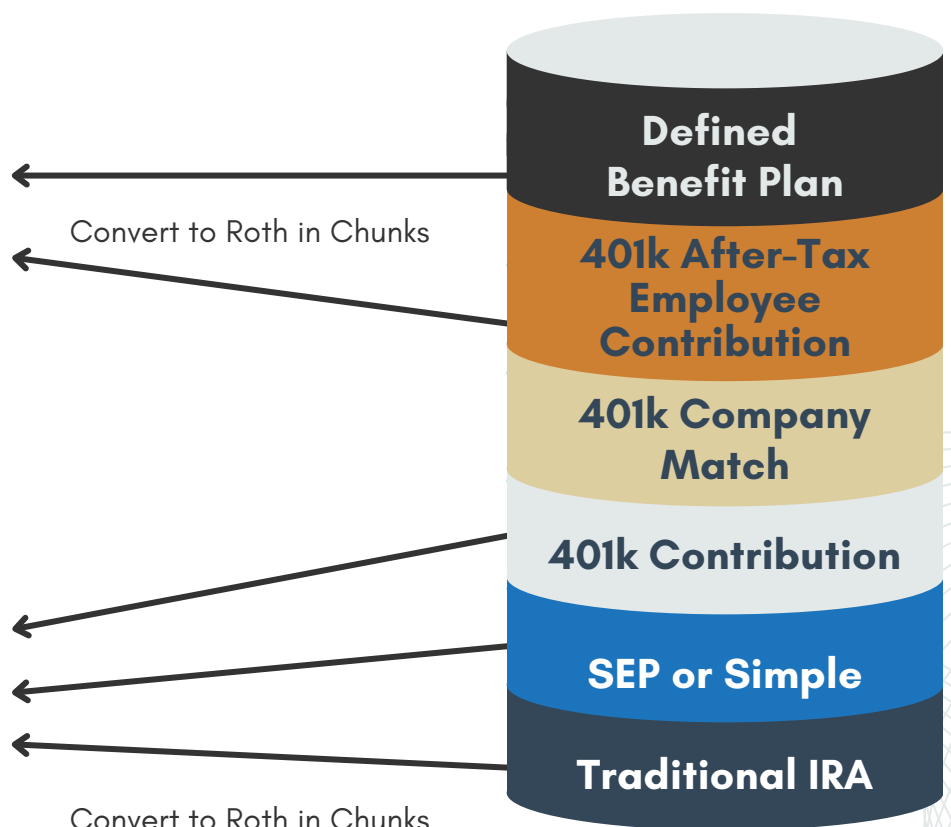 Defined
Benefit Plan
Convert to Roth in Chunks
401k After-Tax
Employee
Contribution
401k Company
Match
401k Contribution
SEP or Simple
Traditional IRA
Convert to Roth in Chunks